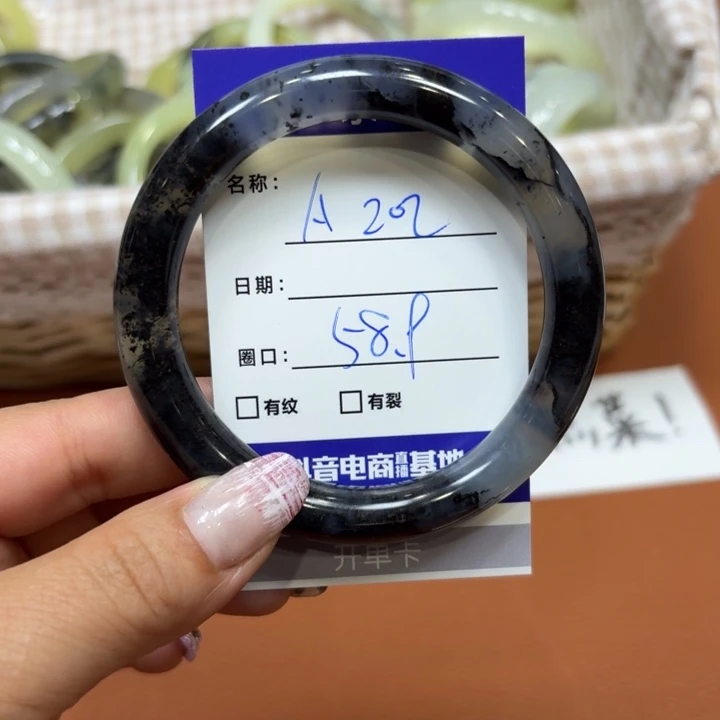 名称: A 202
日期:
圈口: 58.9
有纹 有裂
抖音电商直播基地
开单卡